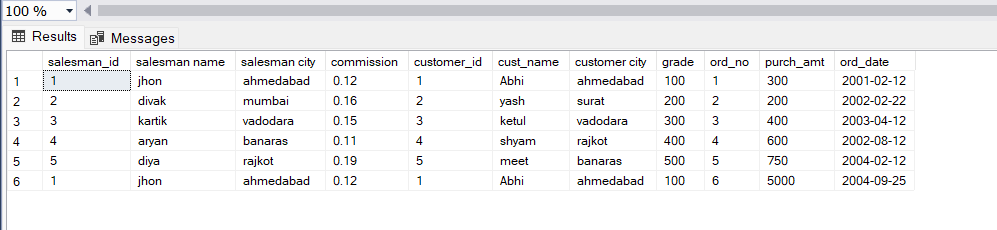 100 %
Results Messages
salesman_id salesman name salesman city commission customer_id cust_name customer city grade ord_no purch_amt ord_date
1 1 jhon ahmedabad 0.12 1 Abhi ahmedabad 100 1 300 2001-02-12
2 2 divak mumbai 0.16 2 yash surat 200 2 200 2002-02-22
3 3 kartik vadodara 0.15 3 ketul vadodara 300 3 400 2003-04-12
4 4 aryan banaras 0.11 4 shyam rajkot 400 4 600 2002-08-12
5 5 diya rajkot 0.19 5 meet banaras 500 5 750 2004-02-12
6 1 jhon ahmedabad 0.12 1 Abhi ahmedabad 100 6 5000 2004-09-25